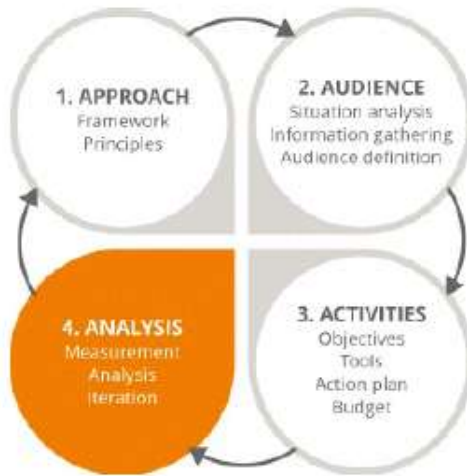 1. APPROACH
Framework
Principles
2. AUDIENCE
Situation analysis
Information gathering
Audience definition
3. ACTIVITIES
Objectives
Tools
Action plan
Budget
4. ANALYSIS
Measurement
Analysis
Iteration